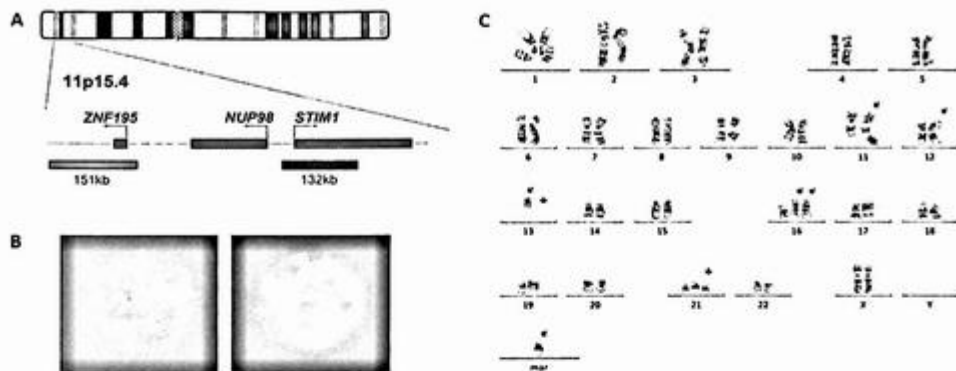 A
11p15.4
ZNF195 NUP98 STIM1
151kb 132kb
B
C
1 2 3 4 5
6 7 8 9 10 11 12
13 14 15 16 17 18
19 20 21 22 X Y
mar